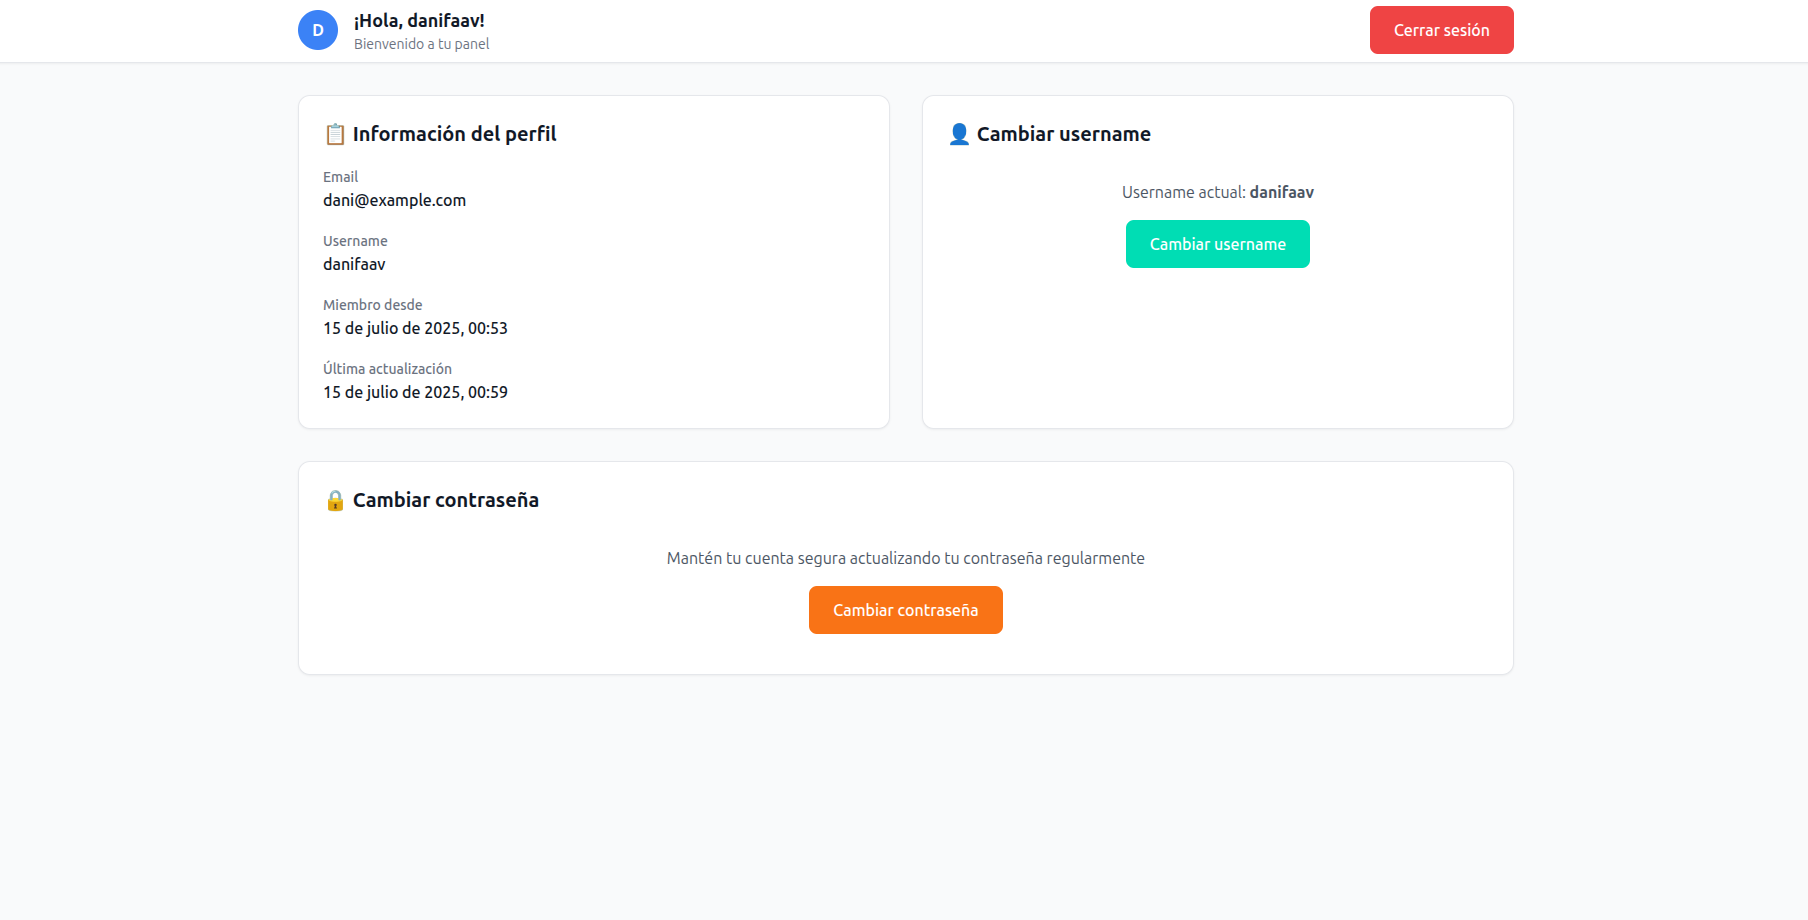 D
¡Hola, danifaav!
Bienvenido a tu panel
Cerrar sesión
📋 Información del perfil
Email
dani@example.com
Username
danifaav
Miembro desde
15 de julio de 2025, 00:53
Última actualización
15 de julio de 2025, 00:59
👤 Cambiar username
Username actual: danifaav
Cambiar username
🔒 Cambiar contraseña
Mantén tu cuenta segura actualizando tu contraseña regularmente
Cambiar contraseña